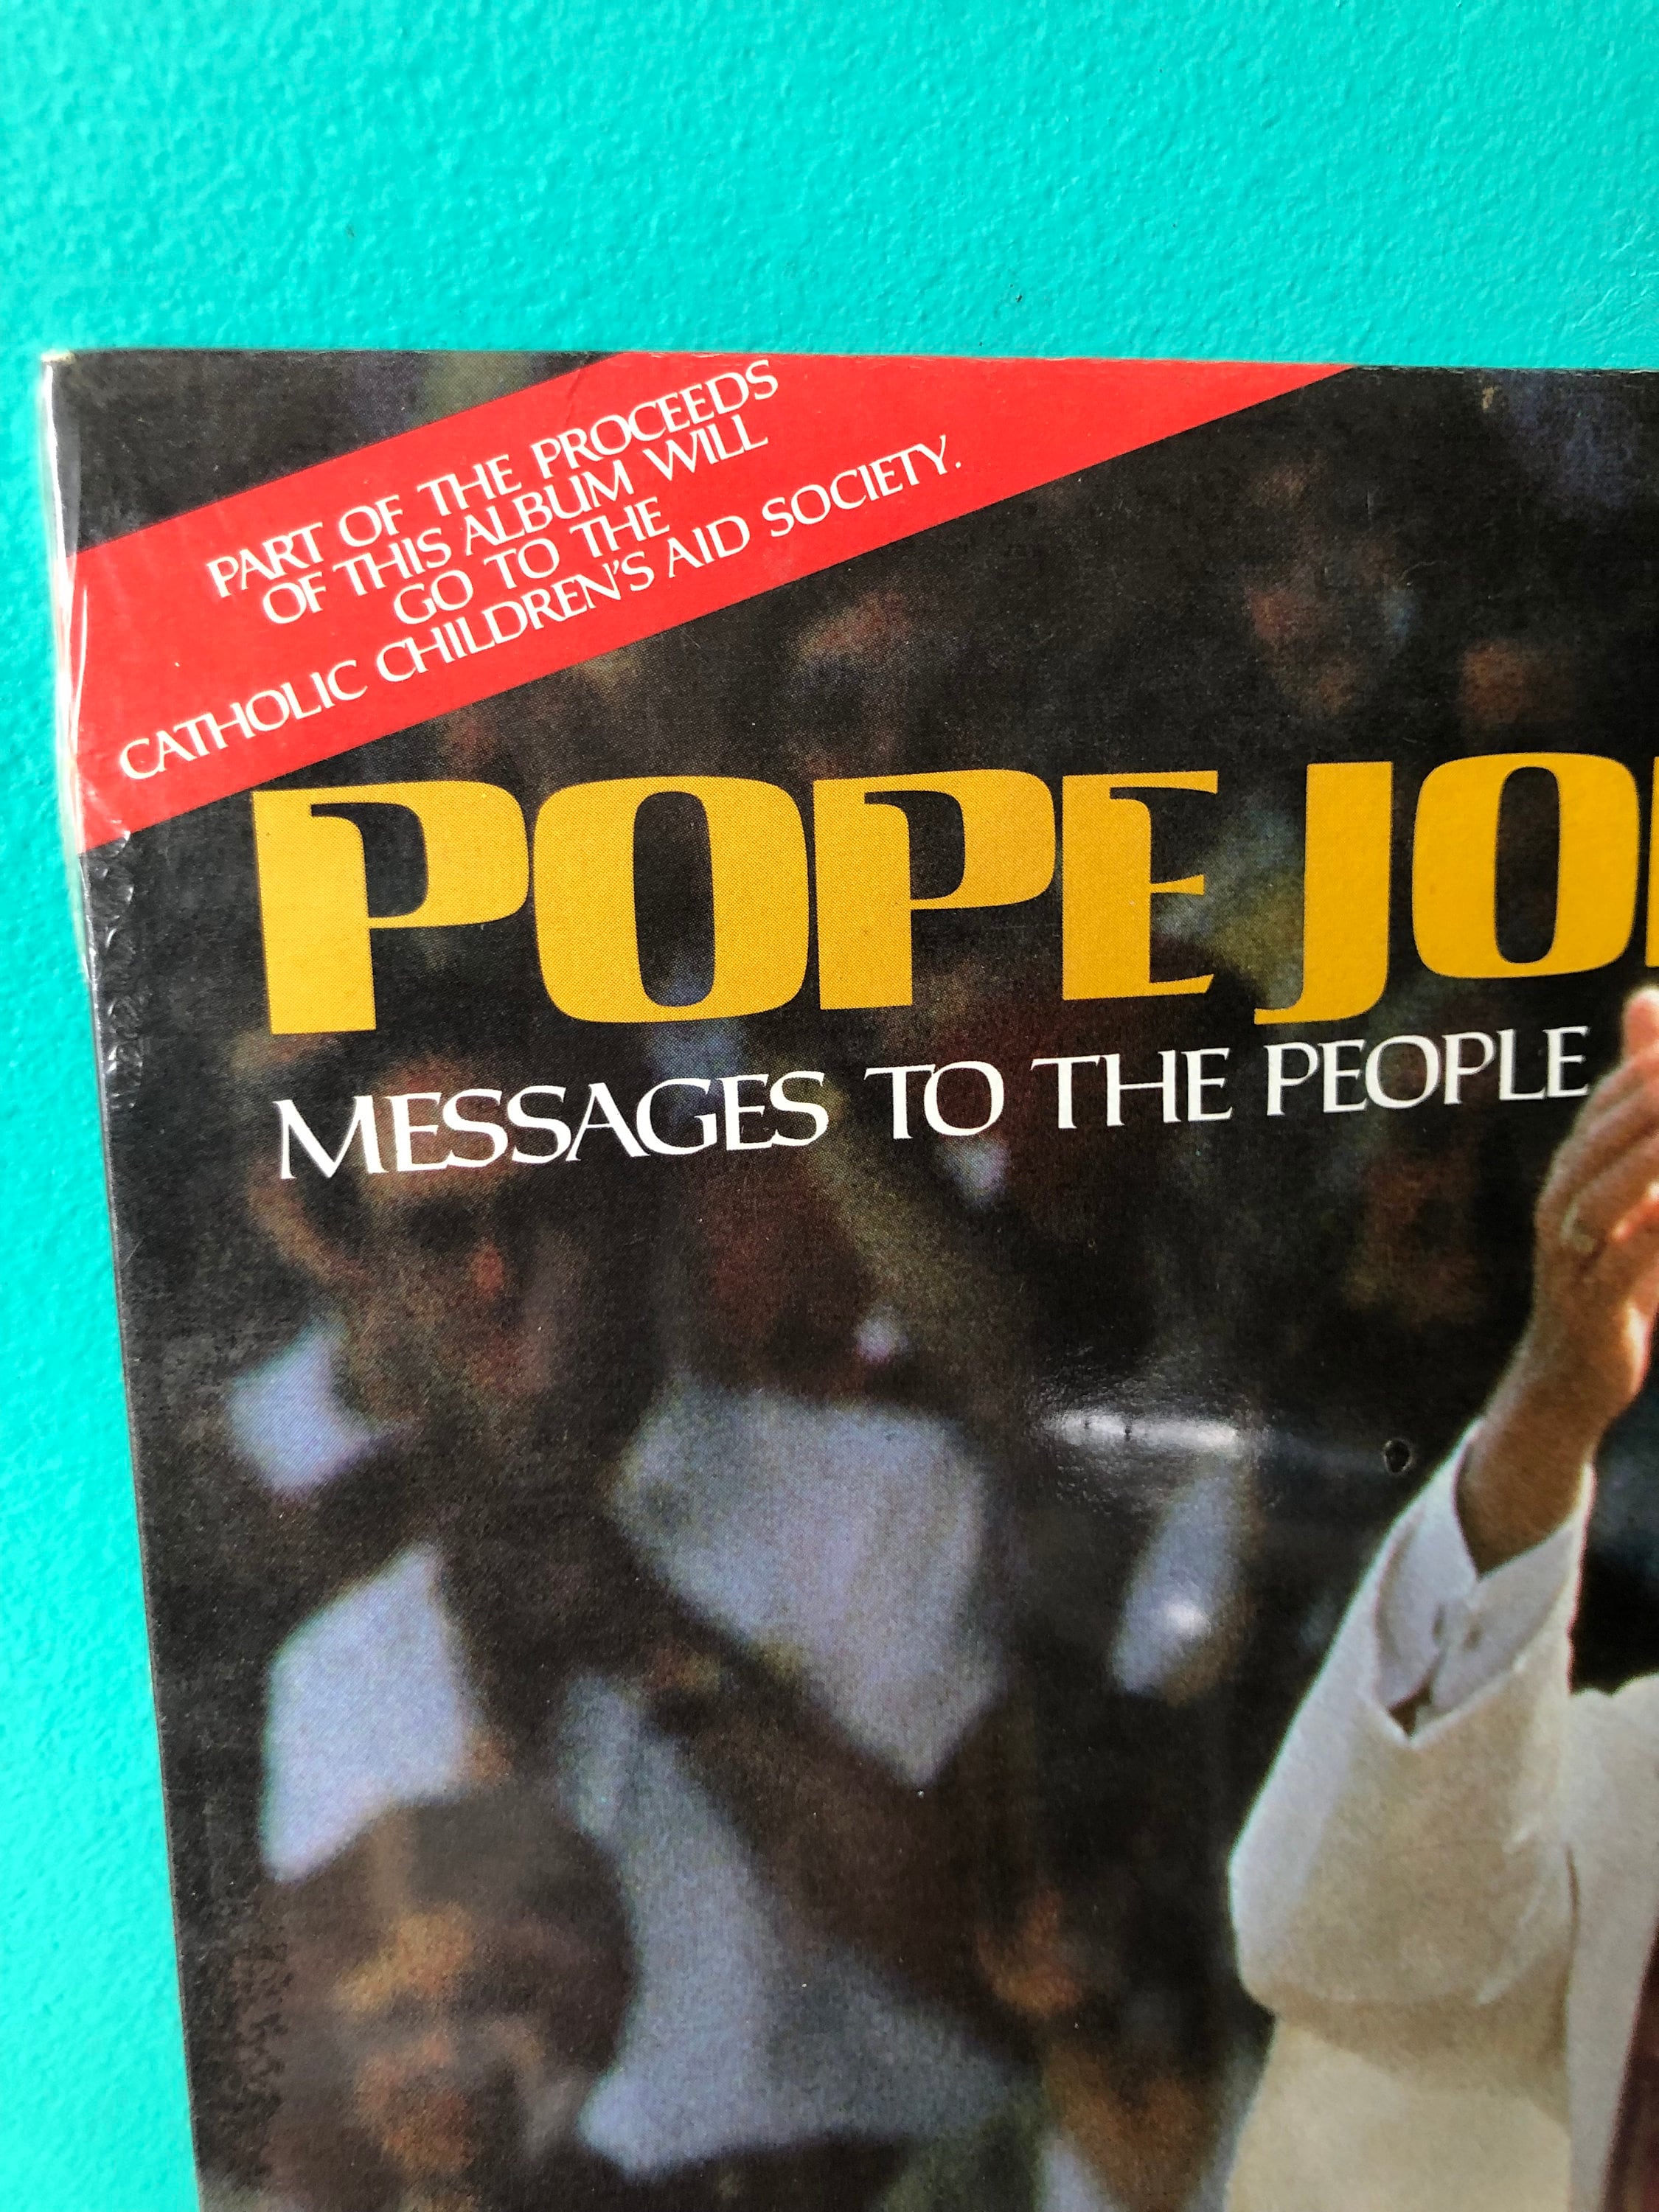 PART OF THE PROCEEDS
OF THIS ALBUM WILL
GO TO THE
CATHOLIC CHILDREN'S AID SOCIETY.
POPE JO
MESSAGES TO THE PEOPLE